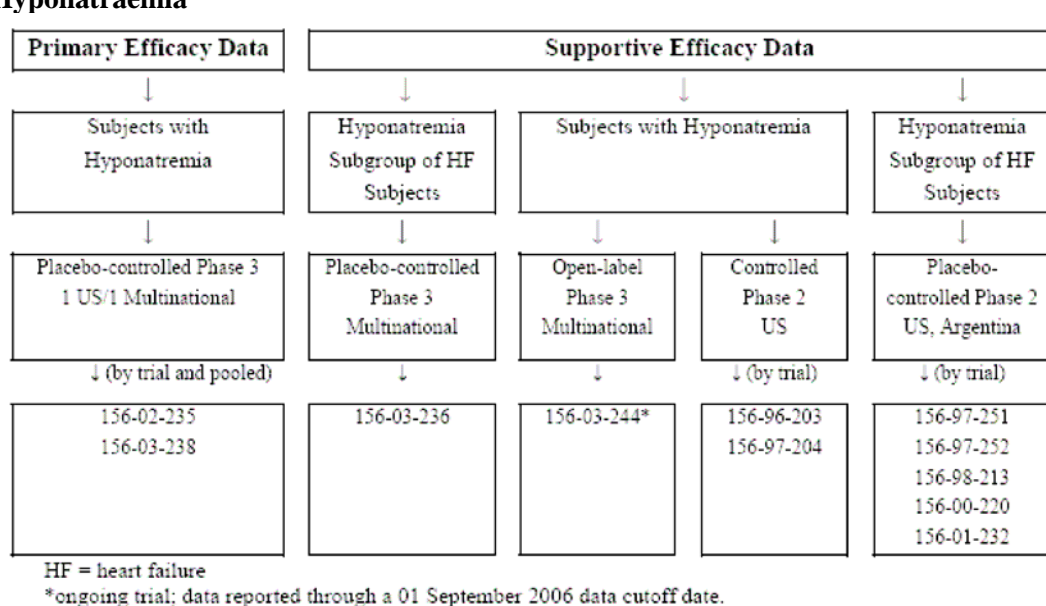 Hyponatraemia
Primary Efficacy Data
Supportive Efficacy Data
↓
↓
↓
↓
Subjects with
Hyponatremia
Hyponatremia
Subgroup of HF
Subjects
Subjects with Hyponatremia
Hyponatremia
Subgroup of HF
Subjects
↓
↓
↓
↓
↓
Placebo-controlled Phase 3
1 US/1 Multinational
Placebo-controlled
Phase 3
Multinational
Open-label
Phase 3
Multinational
Controlled
Phase 2
US
Placebo-
controlled Phase 2
US, Argentina
↓ (by trial and pooled)
↓
↓
↓ (by trial)
↓ (by trial)
156-02-235
156-03-238
156-03-236
156-03-244*
156-96-203
156-97-204
156-97-251
156-97-252
156-98-213
156-00-220
156-01-232
HF = heart failure
*ongoing trial; data reported through a 01 September 2006 data cutoff date.